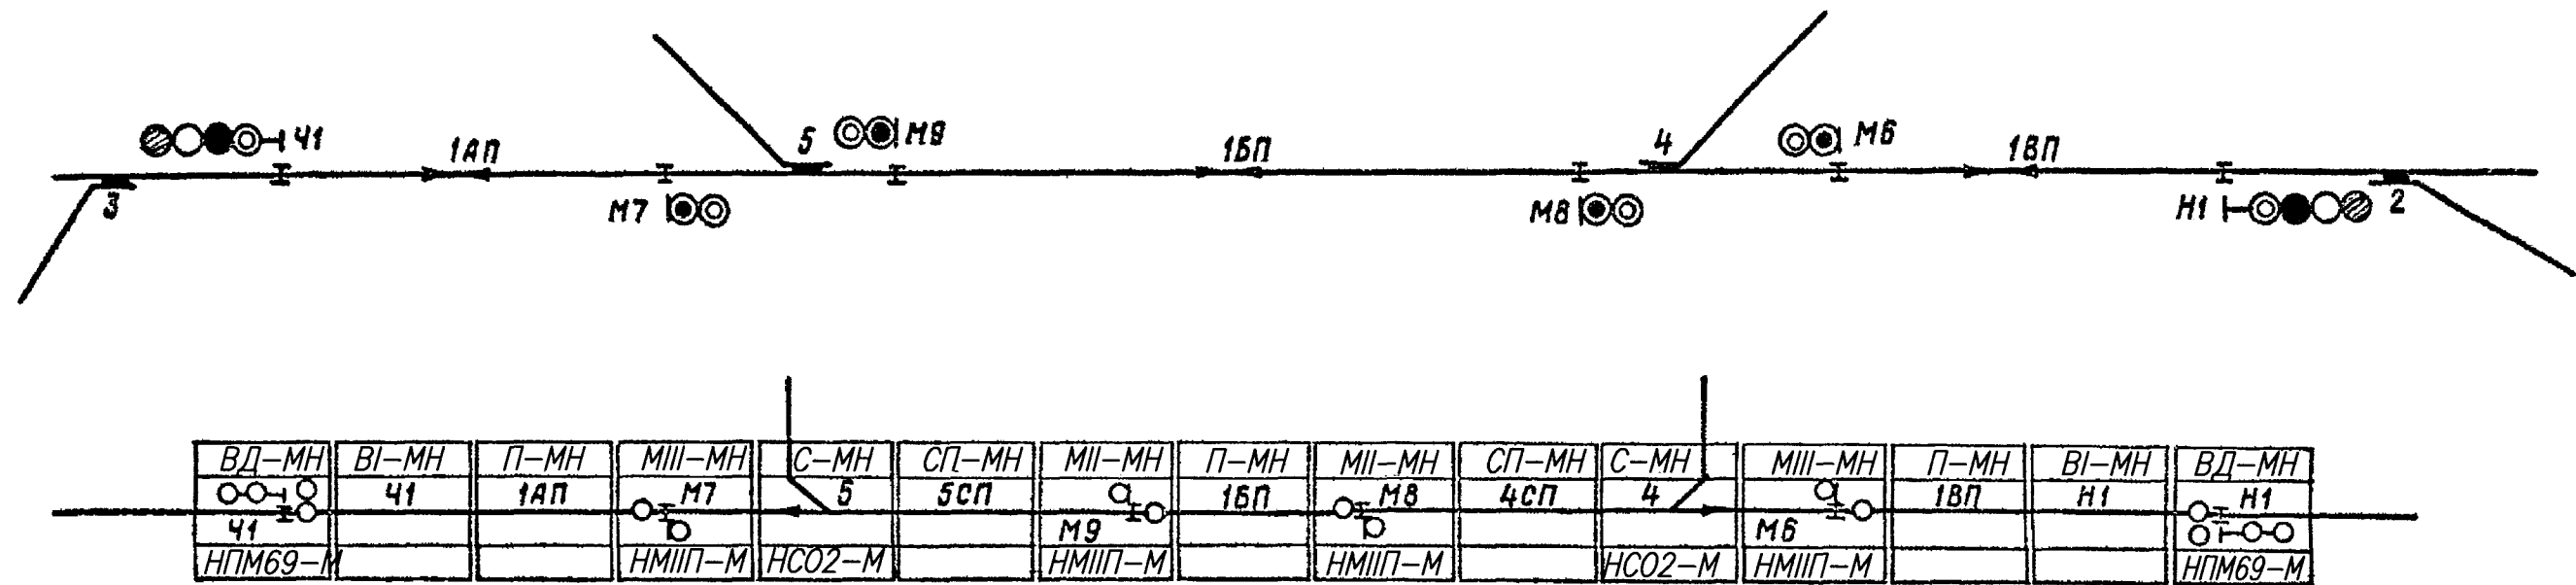 Ч1 1АП 5 М9 1БП 4 М6 1ВП
3 М7 М8 Н1 2
ВД-МН ВI-МН П-МН МIII-МН С-МН СП-МН МII-МН П-МН МII-МН СП-МН С-МН МIII-МН П-МН ВI-МН ВД-МН
Ч1 1АП М7 5 5СП 1БП М8 4СП 4 1ВП Н1 Н1
Ч1 М9 М6
НПМ69-М НМIIП-М НСО2-М НМIIП-М НМIIП-М НСО2-М НМIIП-М НПМ69-М